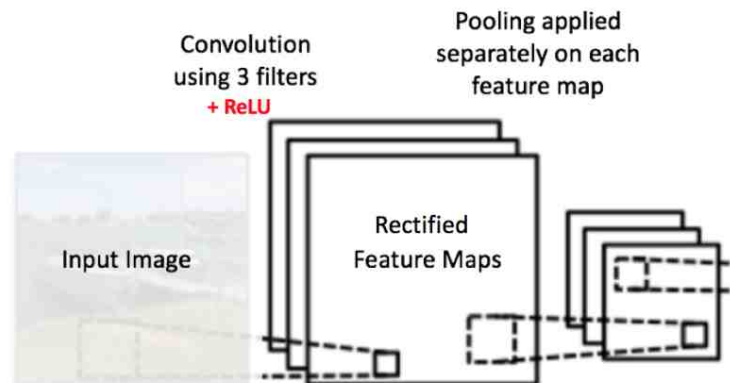 Convolution
using 3 filters
+ ReLU
Pooling applied
separately on each
feature map
Input Image
Rectified
Feature Maps